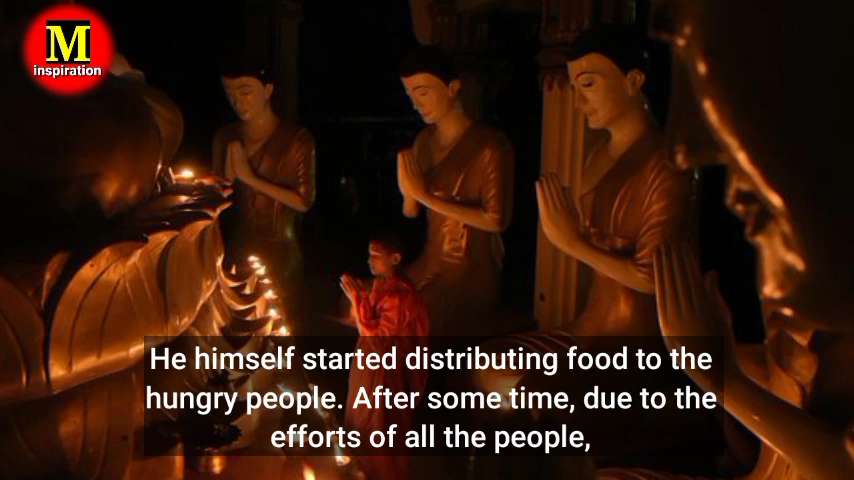 M
inspiration
He himself started distributing food to the
hungry people. After some time, due to the
efforts of all the people,